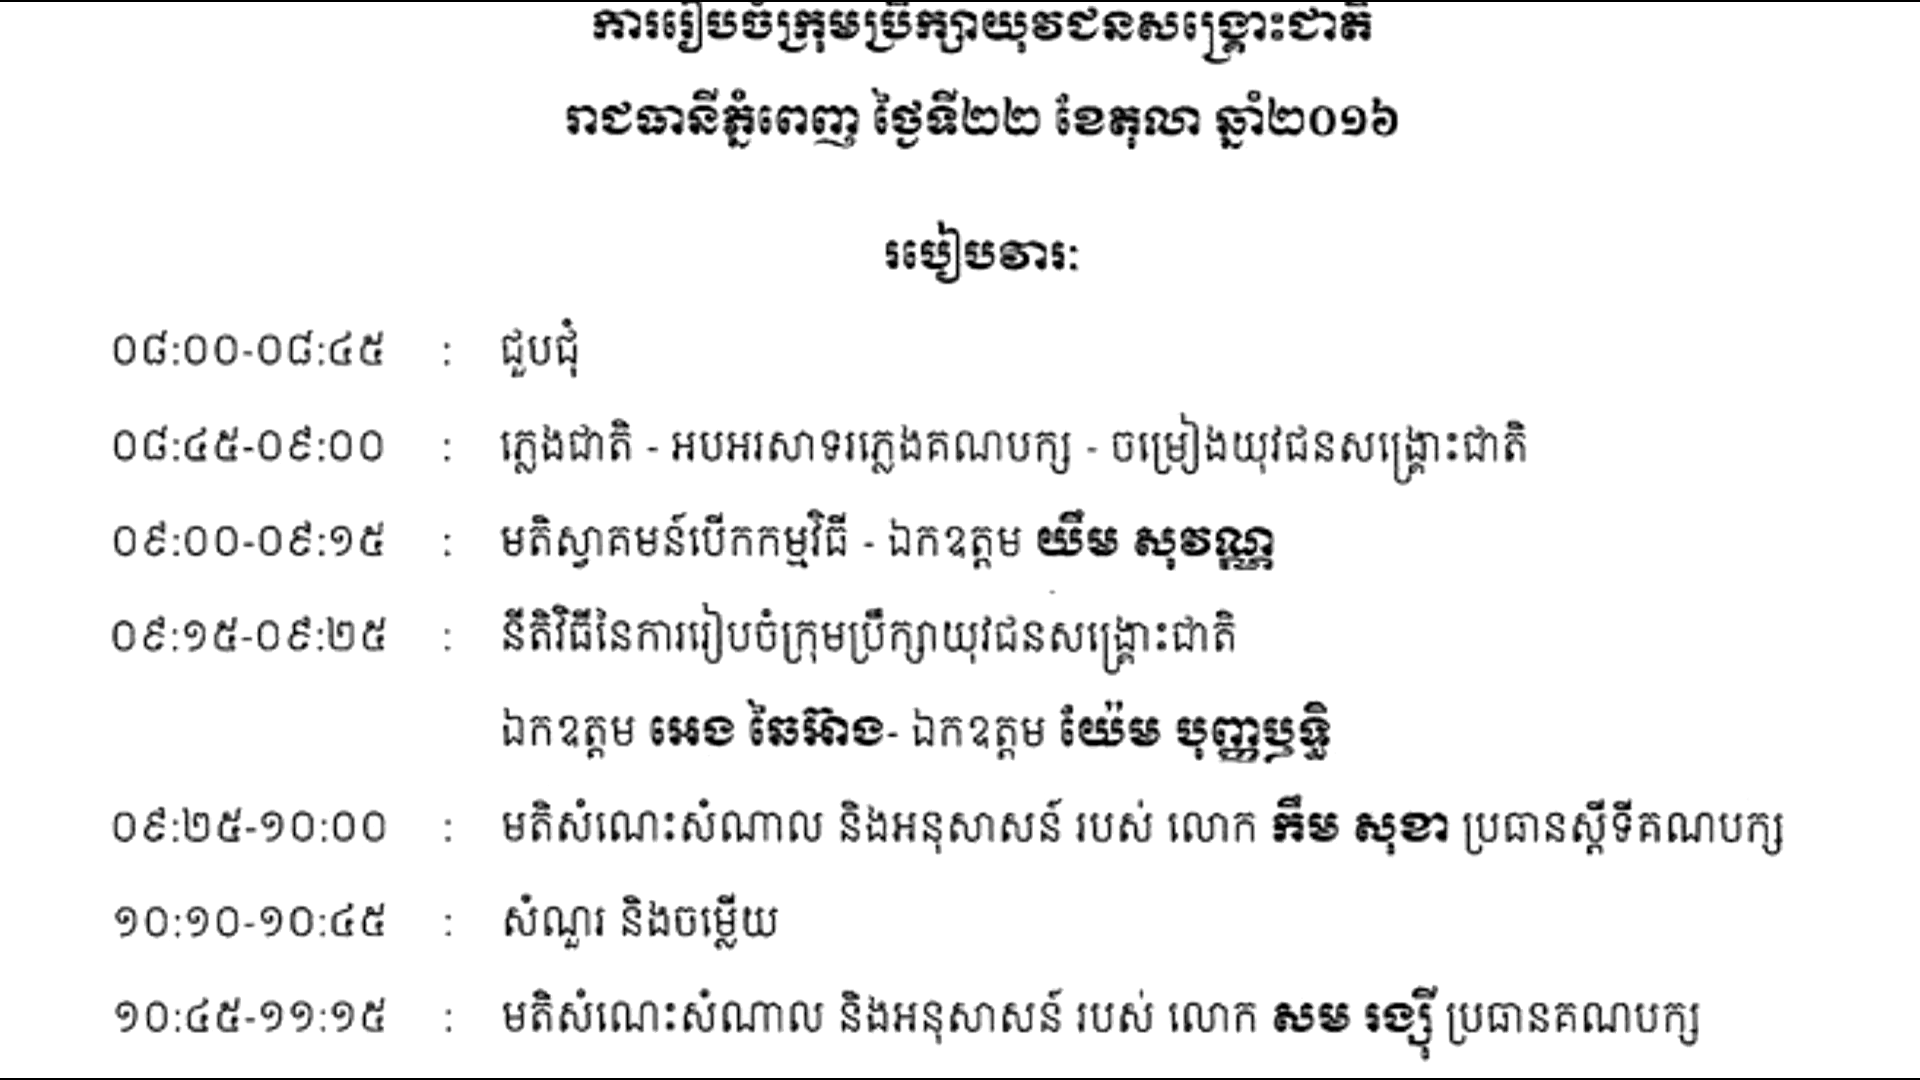 ការរៀបចំក្រុមប្រឹក្សាយុវជនសង្គ្រោះជាតិ
រាជធានីភ្នំពេញ ថ្ងៃទី២២ ខែតុលា ឆ្នាំ២០១៦
របៀបវារៈ
០៨:០០-០៨:៤៥ : ជួបជុំ
០៨:៤៥-០៩:០០ : ភ្លេងជាតិ - អបអរសាទរភ្លេងគណបក្ស - ចម្រៀងយុវជនសង្គ្រោះជាតិ
០៩:០០-០៩:១៥ : មតិស្វាគមន៍បើកកម្មវិធី - ឯកឧត្តម យឹម សុវណ្ណ
០៩:១៥-០៩:២៥ : នីតិវិធីនៃការរៀបចំក្រុមប្រឹក្សាយុវជនសង្គ្រោះជាតិ
ឯកឧត្តម អេង ឆៃអ៊ាង- ឯកឧត្តម យ៉ែម បុញ្ញឫទ្ធិ
០៩:២៥-១០:០០ : មតិសំណេះសំណាល និងអនុសាសន៍ របស់ លោក កឹម សុខា ប្រធានស្តីទីគណបក្ស
១០:១០-១០:៤៥ : សំណួរ និងចម្លើយ
១០:៤៥-១១:១៥ : មតិសំណេះសំណាល និងអនុសាសន៍ របស់ លោក សម រង្ស៊ី ប្រធានគណបក្ស